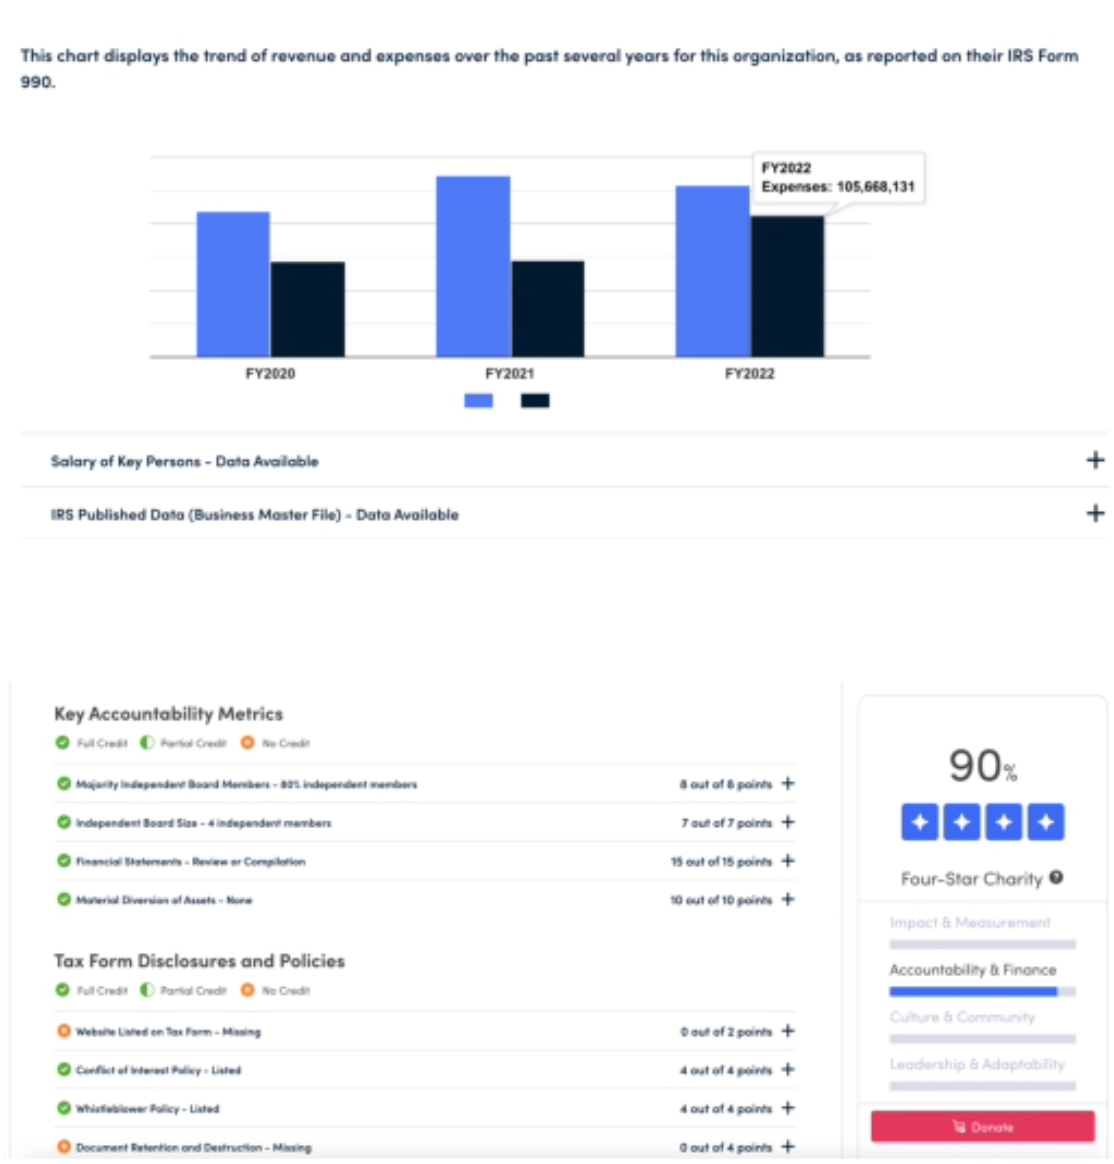 This chart displays the trend of revenue and expenses over the past several years for this organization, as reported on their IRS Form
990.
FY2022
Expenses: 105,668,131
FY2020
FY2021
FY2022
Salary of Key Persons - Data Available
IRS Published Data (Business Master File) - Data Available
Key Accountability Metrics
Full Credit Partial Credit No Credit
Majority Independent Board Members - 80% independent members 8 out of 8 points +
Independent Board Size - 4 independent members 7 out of 7 points +
Financial Statements - Review or Compilation 15 out of 15 points +
Material Diversion of Assets - None 10 out of 10 points +
Tax Form Disclosures and Policies
Full Credit Partial Credit No Credit
Website Listed on Tax Form - Missing 0 out of 2 points +
Conflict of Interest Policy - Listed 4 out of 4 points +
Whistleblower Policy - Listed 4 out of 4 points +
Document Retention and Destruction - Missing 0 out of 4 points +
90%
Four-Star Charity
Impact & Measurement
Accountability & Finance
Culture & Community
Leadership & Adaptability
Donate